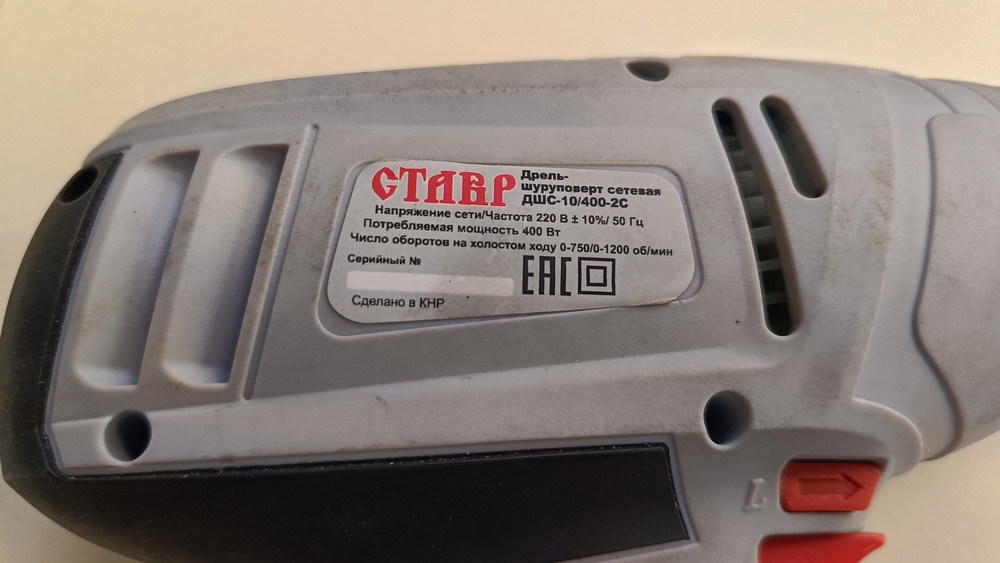 СТАВР
Дрель-
шуруповерт сетевая
ДШС-10/400-2С
Напряжение сети/Частота 220 В ± 10%/ 50 Гц
Потребляемая мощность 400 Вт
Число оборотов на холостом ходу 0-750/0-1200 об/мин
Серийный №
ЕАС
Сделано в КНР
L